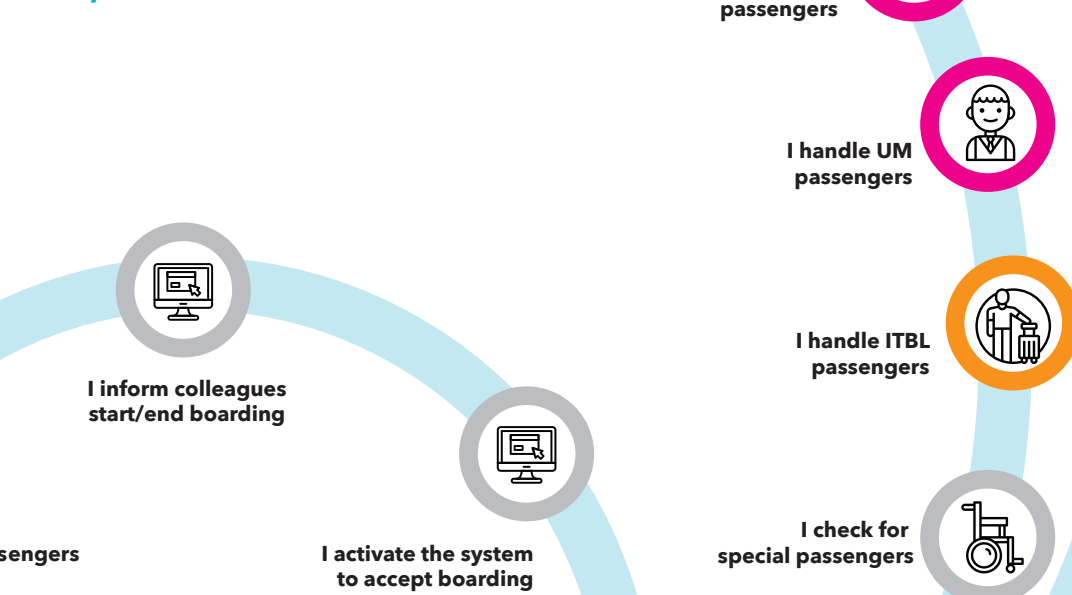 passengers
I handle UM
passengers
I handle ITBL
passengers
I inform colleagues
start/end boarding
I check for
special passengers
sengers
I activate the system
to accept boarding